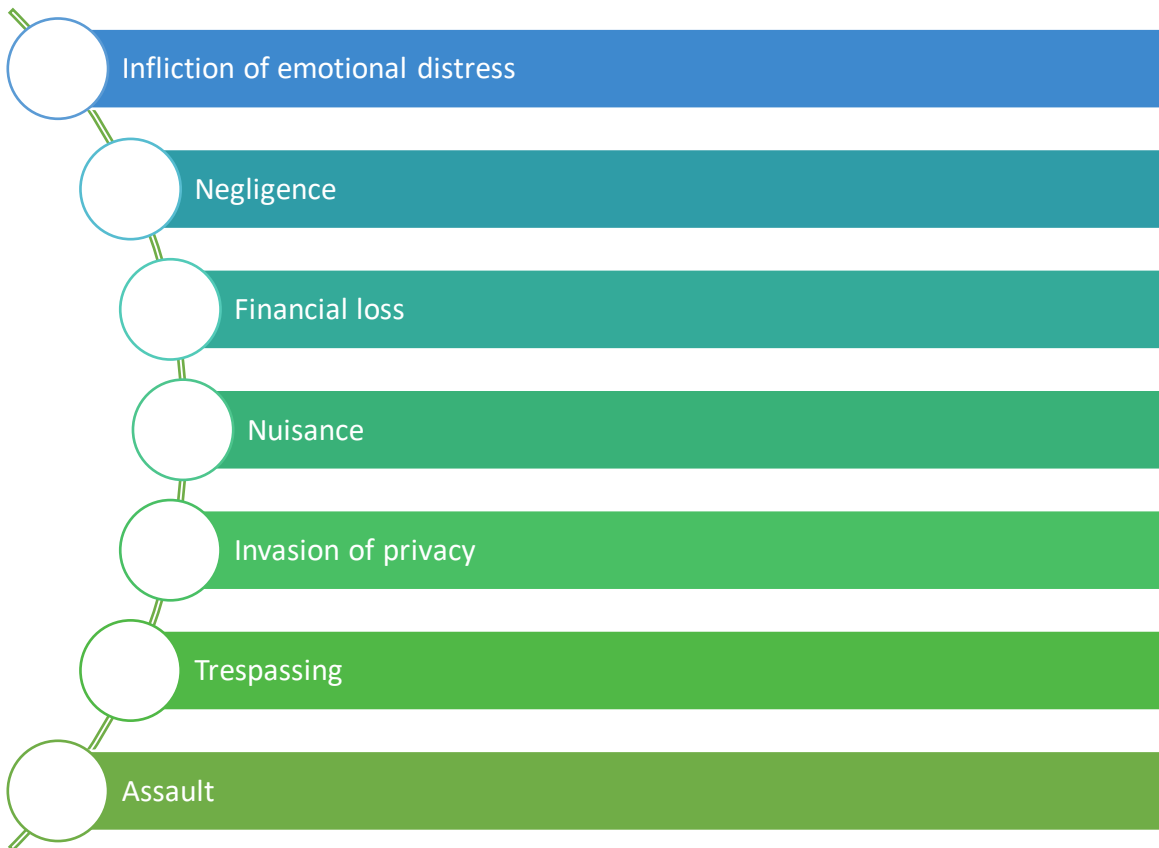 Infliction of emotional distress
Negligence
Financial loss
Nuisance
Invasion of privacy
Trespassing
Assault